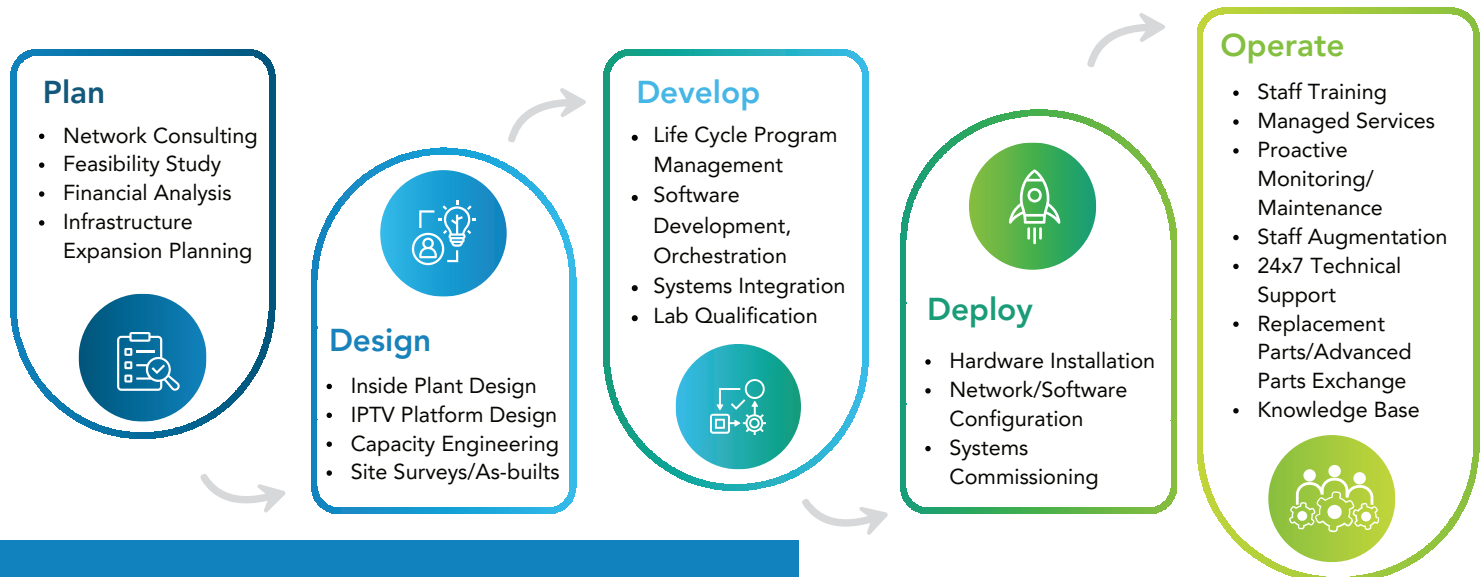 Plan
• Network Consulting
• Feasibility Study
• Financial Analysis
• Infrastructure
Expansion Planning
Design
• Inside Plant Design
• IPTV Platform Design
• Capacity Engineering
• Site Surveys/As-builts
Develop
• Life Cycle Program
Management
• Software
Development,
Orchestration
• Systems Integration
• Lab Qualification
Deploy
• Hardware Installation
• Network/Software
Configuration
• Systems
Commissioning
Operate
• Staff Training
• Managed Services
• Proactive
Monitoring/
Maintenance
• Staff Augmentation
• 24x7 Technical
Support
• Replacement
Parts/Advanced
Parts Exchange
• Knowledge Base